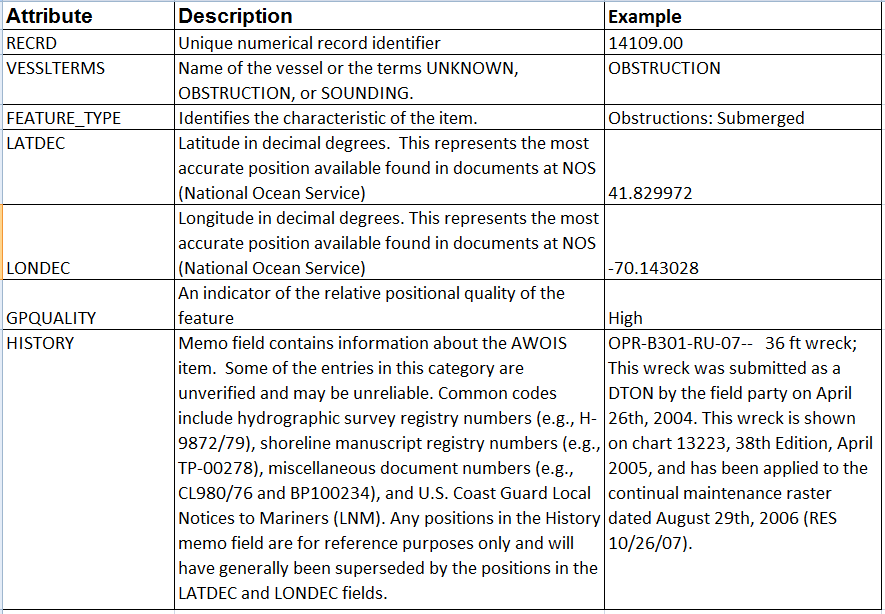 Attribute Description Example
RECRD Unique numerical record identifier 14109.00
VESSLTERMS Name of the vessel or the terms UNKNOWN, OBSTRUCTION
OBSTRUCTION, or SOUNDING.
FEATURE_TYPE Identifies the characteristic of the item. Obstructions: Submerged
LATDEC Latitude in decimal degrees.  This represents the most
accurate position available found in documents at NOS
(National Ocean Service) 41.829972
Longitude in decimal degrees. This represents the most
accurate position available found in documents at NOS
LONDEC (National Ocean Service) -70.143028
An indicator of the relative positional quality of the
GPQUALITY feature High
HISTORY Memo field contains information about the AWOIS OPR-B301-RU-07--   36 ft wreck;
item.  Some of the entries in this category are This wreck was submitted as a
unverified and may be unreliable. Common codes DTON by the field party on April
include hydrographic survey registry numbers (e.g., H- 26th, 2004. This wreck is shown
9872/79), shoreline manuscript registry numbers (e.g., on chart 13223, 38th Edition, April
TP-00278), miscellaneous document numbers (e.g., 2005, and has been applied to the
CL980/76 and BP100234), and U.S. Coast Guard Local continual maintenance raster
Notices to Mariners (LNM). Any positions in the History dated August 29th, 2006 (RES
memo field are for reference purposes only and will 10/26/07).
have generally been superseded by the positions in the
LATDEC and LONDEC fields.